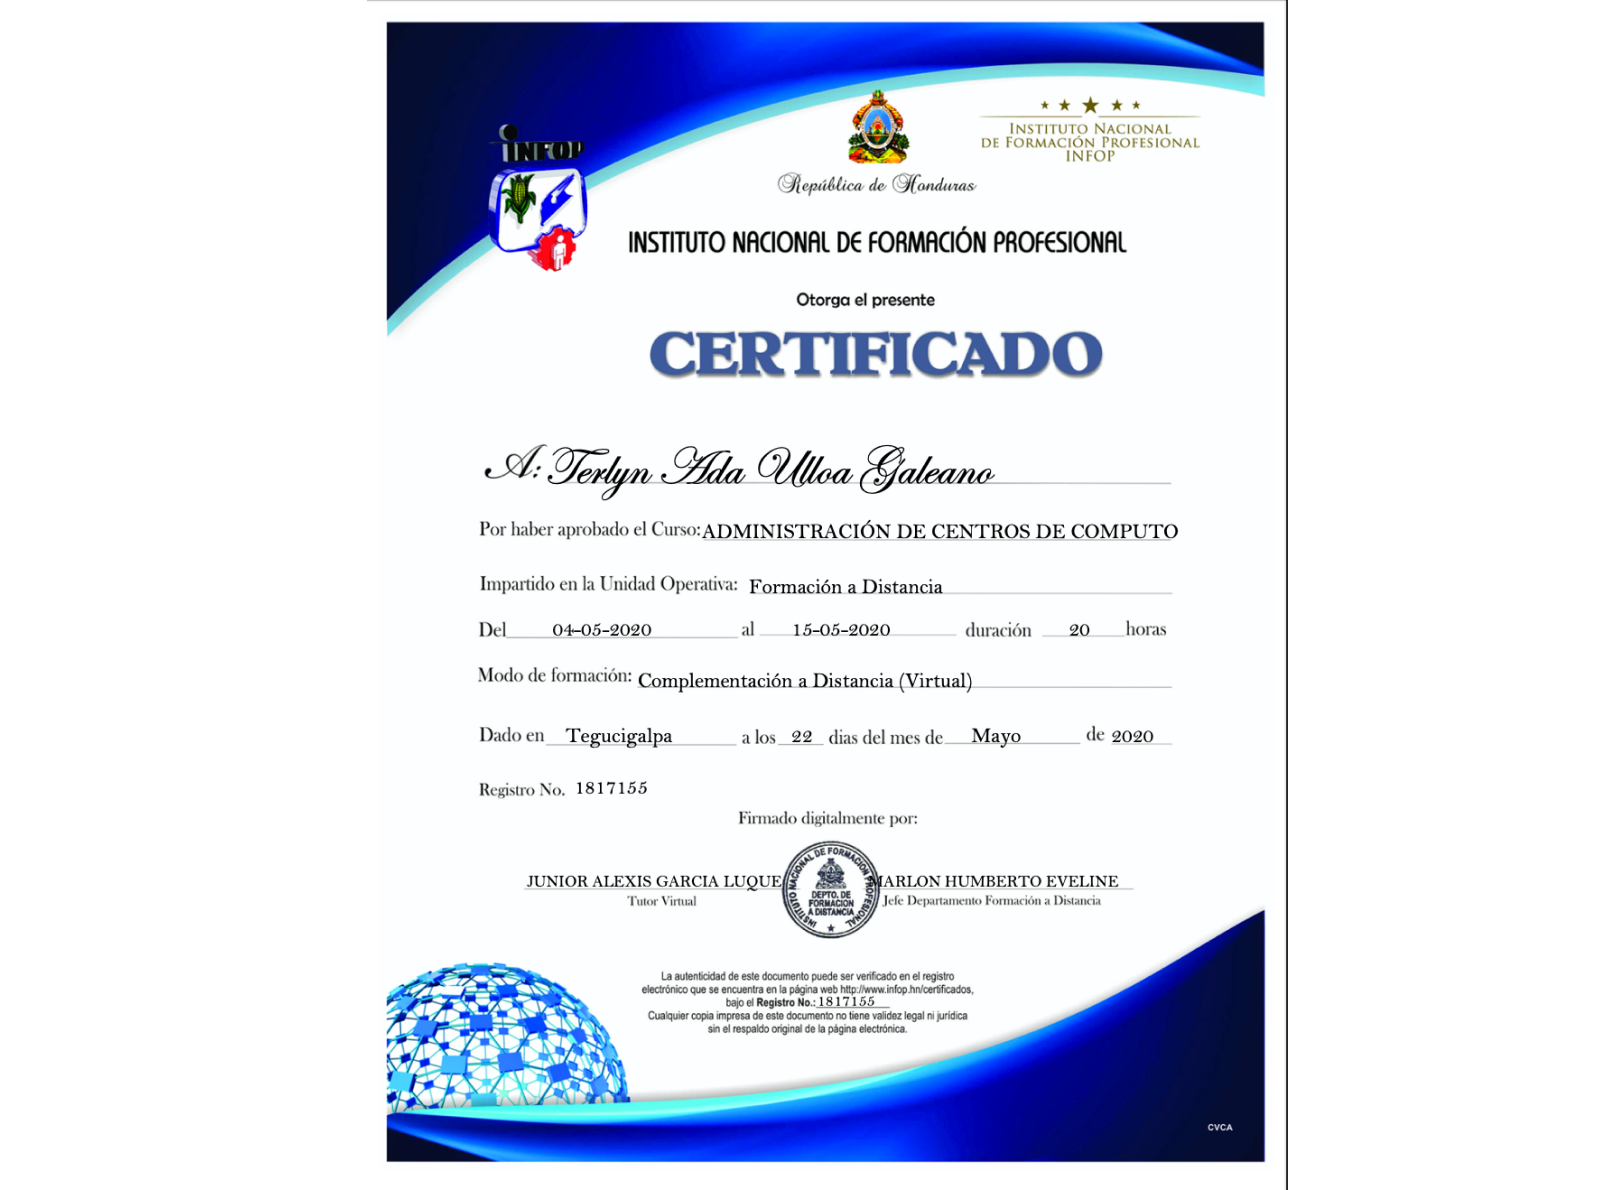 INFOP
República de Honduras
★ ★ ★ ★ ★
INSTITUTO NACIONAL
DE FORMACIÓN PROFESIONAL
INFOP
INSTITUTO NACIONAL DE FORMACIÓN PROFESIONAL
Otorga el presente
CERTIFICADO
A: Terlyn Ada Ulloa Galeano
Por haber aprobado el Curso: ADMINISTRACIÓN DE CENTROS DE COMPUTO
Impartido en la Unidad Operativa: Formación a Distancia
Del 04-05-2020 al 15-05-2020 duración 20 horas
Modo de formación: Complementación a Distancia (Virtual)
Dado en Tegucigalpa a los 22 dias del mes de Mayo de 2020
Registro No. 1817155
Firmado digitalmente por:
JUNIOR ALEXIS GARCIA LUQUE
Tutor Virtual
INSTITUTO NACIONAL DE FORMACION PROFESIONAL
DEPTO. DE
FORMACION
A DISTANCIA
MARLON HUMBERTO EVELINE
Jefe Departamento Formación a Distancia
La autenticidad de este documento puede ser verificado en el registro
electrónico que se encuentra en la página web http://www.infop.hn/certificados,
bajo el Registro No.: 1817155
Cualquier copia impresa de este documento no tiene validez legal ni jurídica
sin el respaldo original de la página electrónica.
CVCA